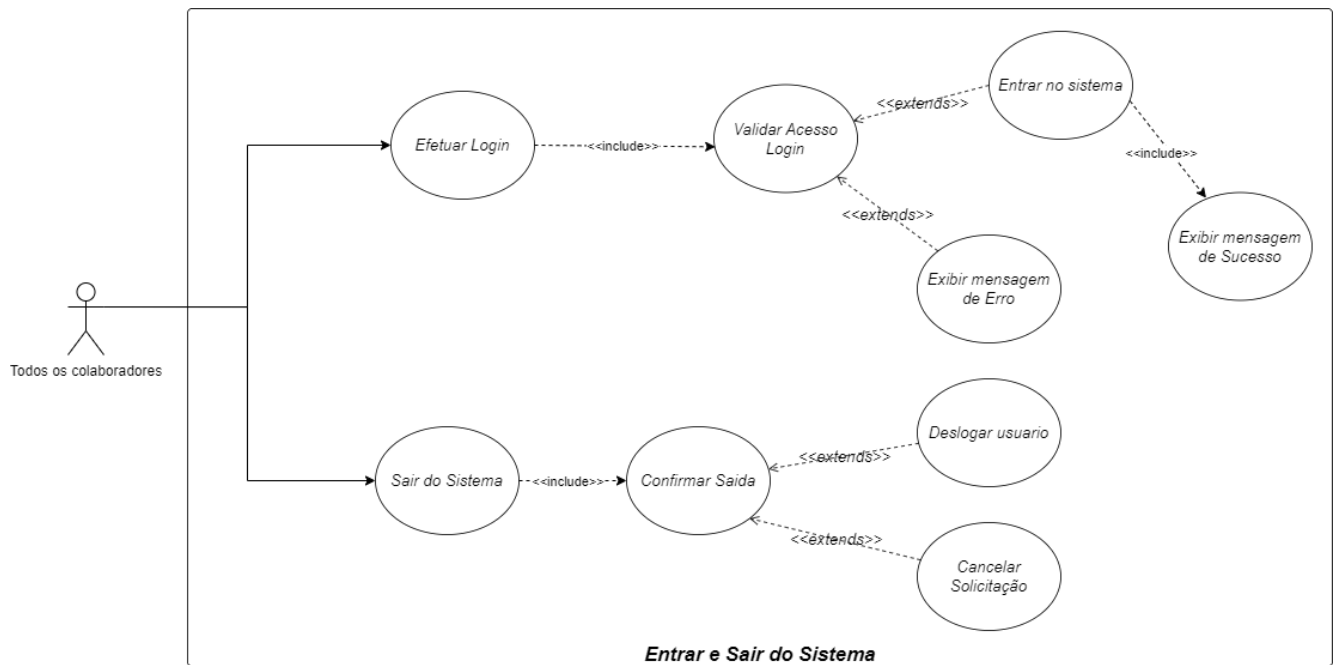 Entrar no sistema
<<extends>>
Efetuar Login
<<include>>
Validar Acesso
Login
<<include>>
<<extends>>
Exibir mensagem
de Sucesso
Exibir mensagem
de Erro
Todos os colaboradores
Deslogar usuario
<<extends>>
Sair do Sistema
<<include>>
Confirmar Saida
<<extends>>
Cancelar
Solicitação
Entrar e Sair do Sistema